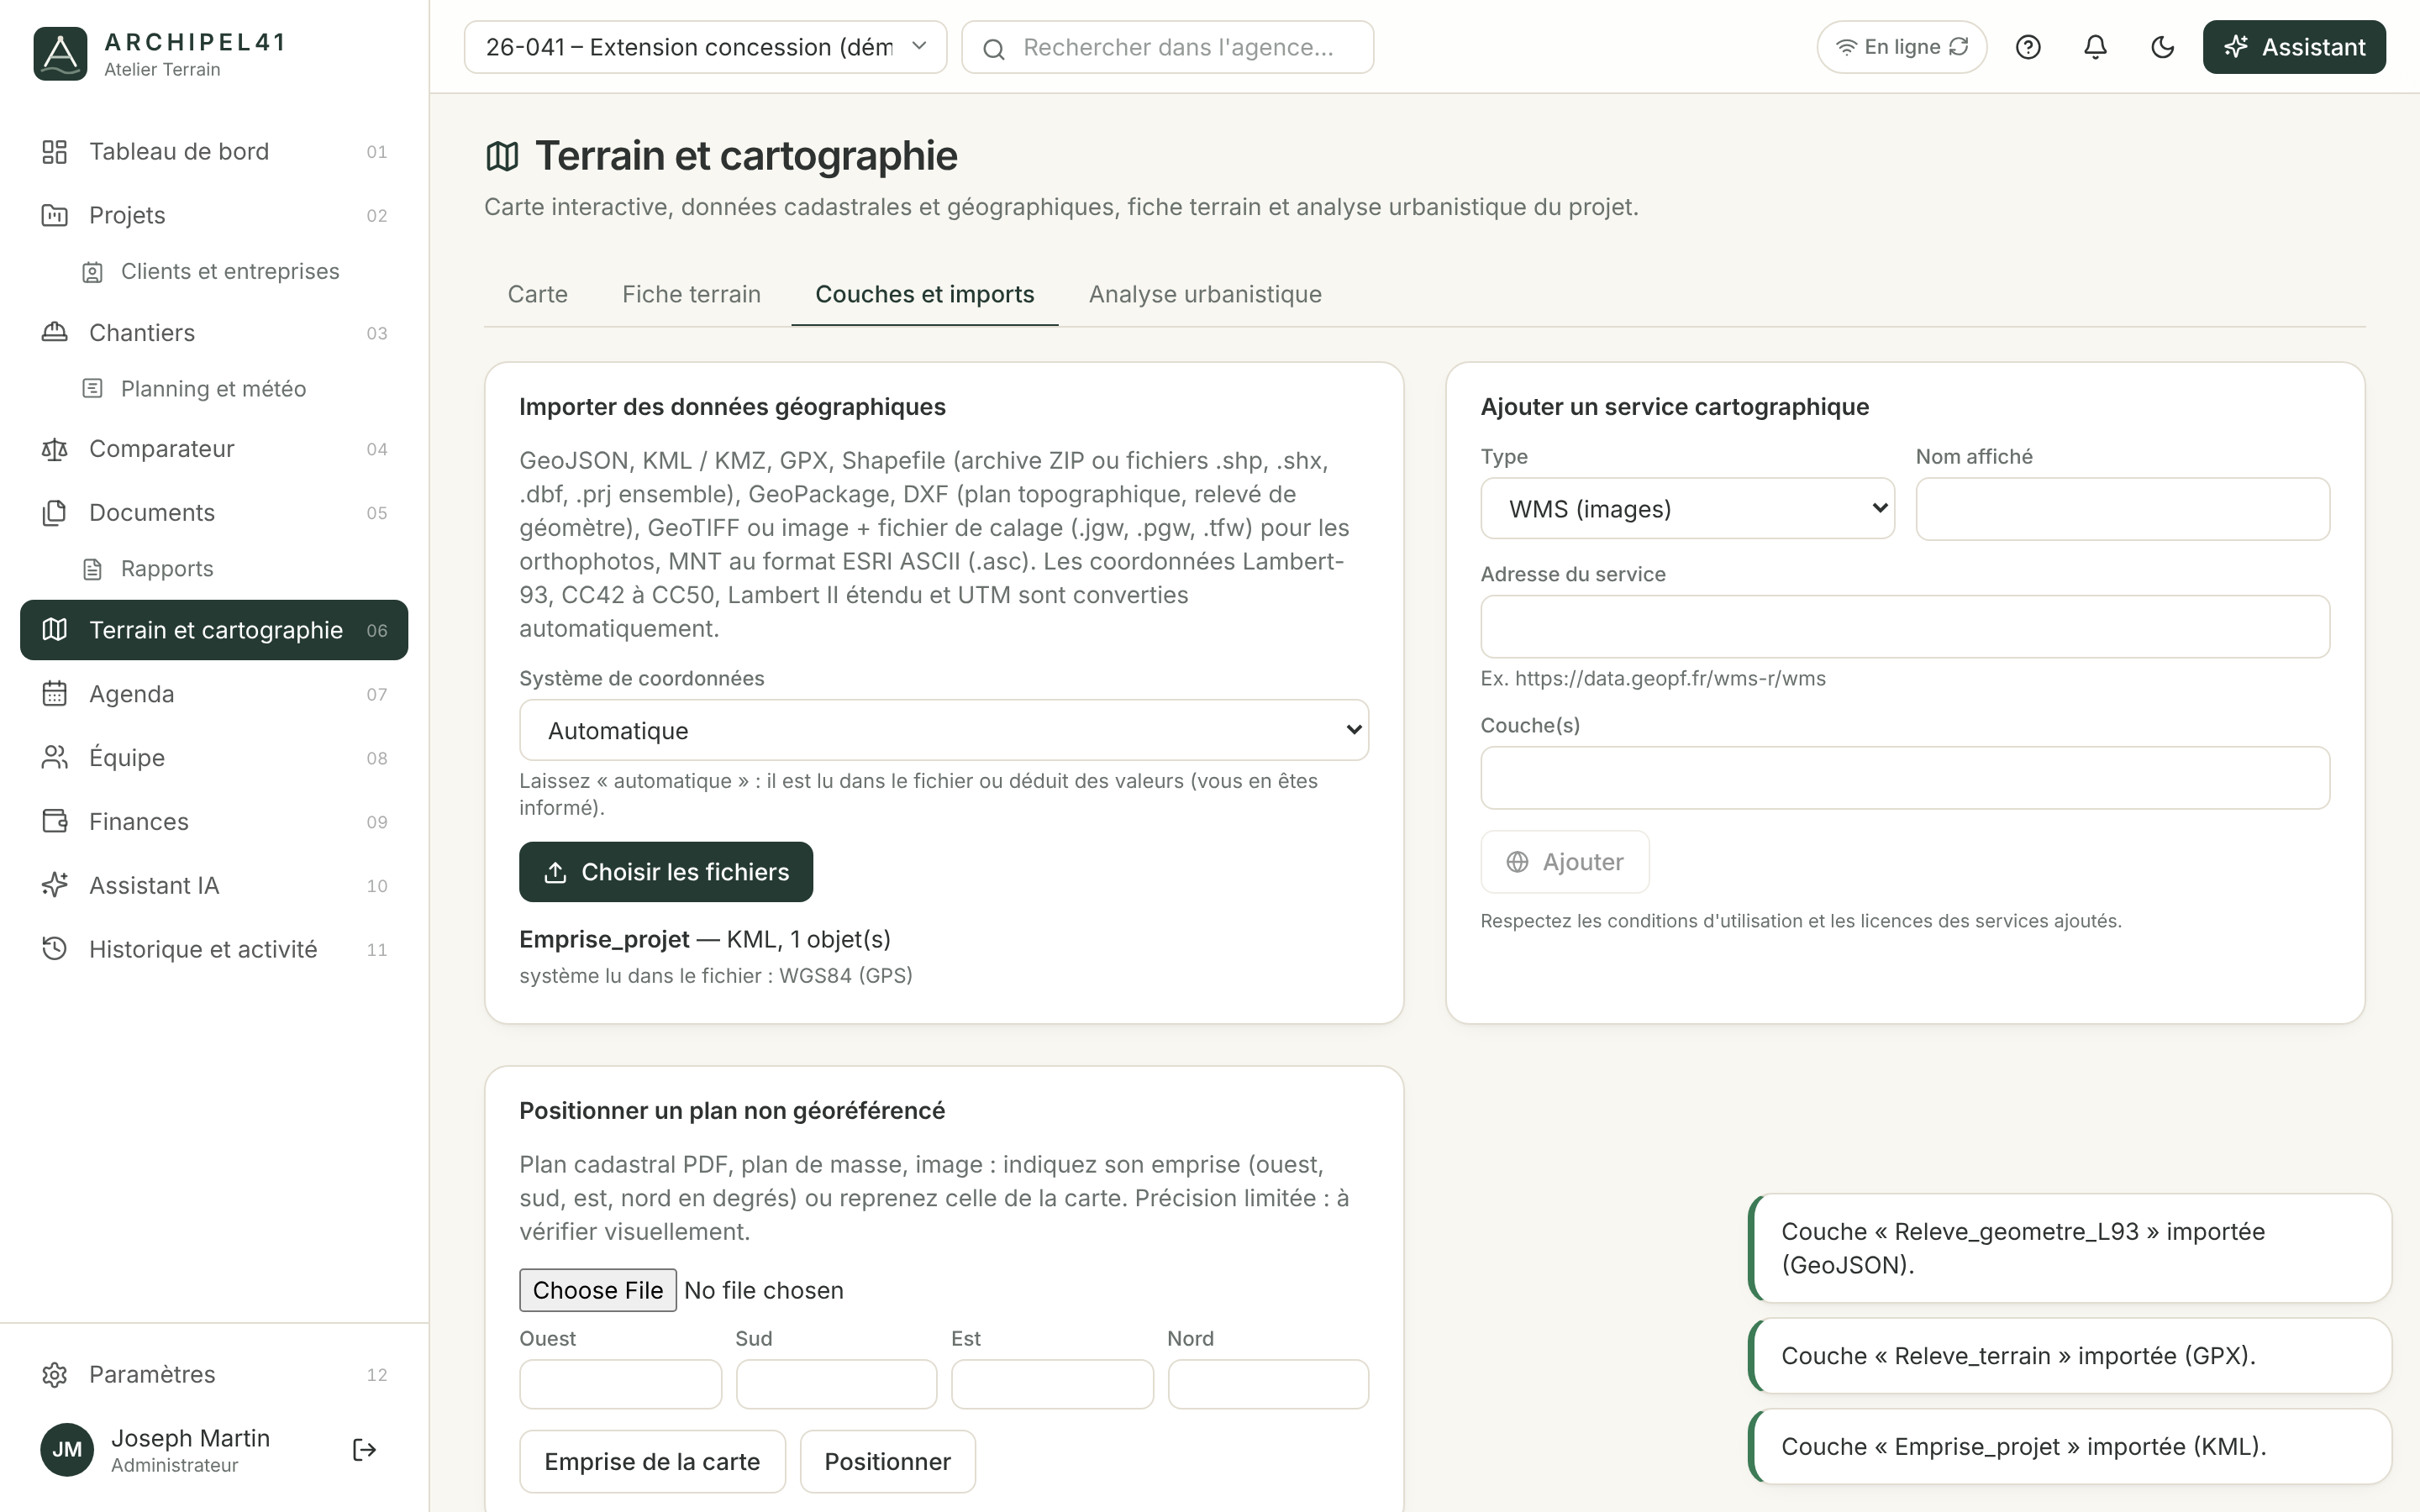 ARCHIPEL41
Atelier Terrain
Tableau de bord 01
Projets 02
Clients et entreprises
Chantiers 03
Planning et météo
Comparateur 04
Documents 05
Rapports
Terrain et cartographie 06
Agenda 07
Équipe 08
Finances 09
Assistant IA 10
Historique et activité 11
Paramètres 12
JM
Joseph Martin
Administrateur
26-041 – Extension concession (dém
Rechercher dans l'agence...
En ligne
Assistant
Terrain et cartographie
Carte interactive, données cadastrales et géographiques, fiche terrain et analyse urbanistique du projet.
Carte
Fiche terrain
Couches et imports
Analyse urbanistique
Importer des données géographiques
GeoJSON, KML / KMZ, GPX, Shapefile (archive ZIP ou fichiers .shp, .shx,
.dbf, .prj ensemble), GeoPackage, DXF (plan topographique, relevé de
géomètre), GeoTIFF ou image + fichier de calage (.jgw, .pgw, .tfw) pour les
orthophotos, MNT au format ESRI ASCII (.asc). Les coordonnées Lambert-
93, CC42 à CC50, Lambert II étendu et UTM sont converties
automatiquement.
Système de coordonnées
Automatique
Laissez « automatique » : il est lu dans le fichier ou déduit des valeurs (vous en êtes
informé).
Choisir les fichiers
Emprise_projet — KML, 1 objet(s)
système lu dans le fichier : WGS84 (GPS)
Ajouter un service cartographique
Type
WMS (images)
Nom affiché
Adresse du service
Ex. https://data.geopf.fr/wms-r/wms
Couche(s)
Ajouter
Respectez les conditions d'utilisation et les licences des services ajoutés.
Positionner un plan non géoréférencé
Plan cadastral PDF, plan de masse, image : indiquez son emprise (ouest,
sud, est, nord en degrés) ou reprenez celle de la carte. Précision limitée : à
vérifier visuellement.
Choose File No file chosen
Ouest Sud Est Nord
Emprise de la carte
Positionner
Couche « Releve_geometre_L93 » importée
(GeoJSON).
Couche « Releve_terrain » importée (GPX).
Couche « Emprise_projet » importée (KML).